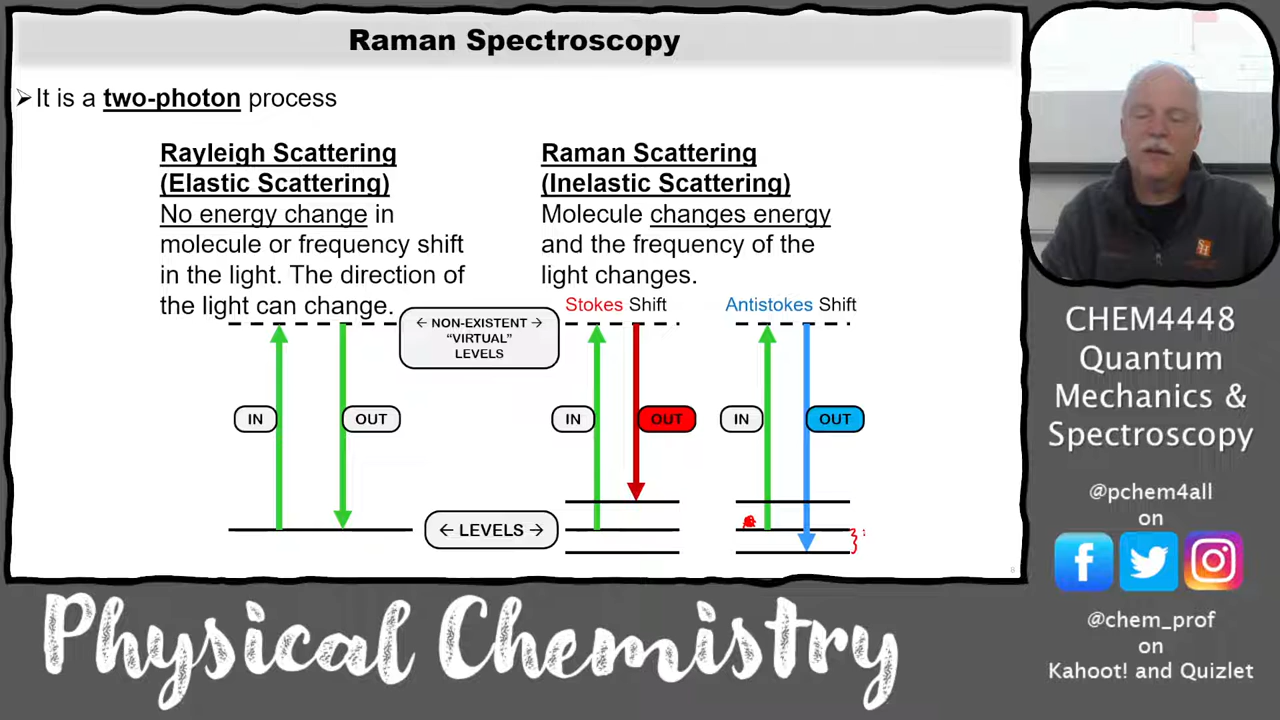 Raman Spectroscopy
➢It is a two-photon process
Rayleigh Scattering
(Elastic Scattering)
No energy change in
molecule or frequency shift
in the light. The direction of
the light can change.
Raman Scattering
(Inelastic Scattering)
Molecule changes energy
and the frequency of the
light changes.
Stokes Shift
Antistokes Shift
← NON-EXISTENT →
“VIRTUAL”
LEVELS
IN
OUT
IN
OUT
IN
OUT
← LEVELS →
8
CHEM4448
Quantum
Mechanics &
Spectroscopy
@pchem4all
on
@chem_prof
on
Kahoot! and Quizlet
Physical Chemistry